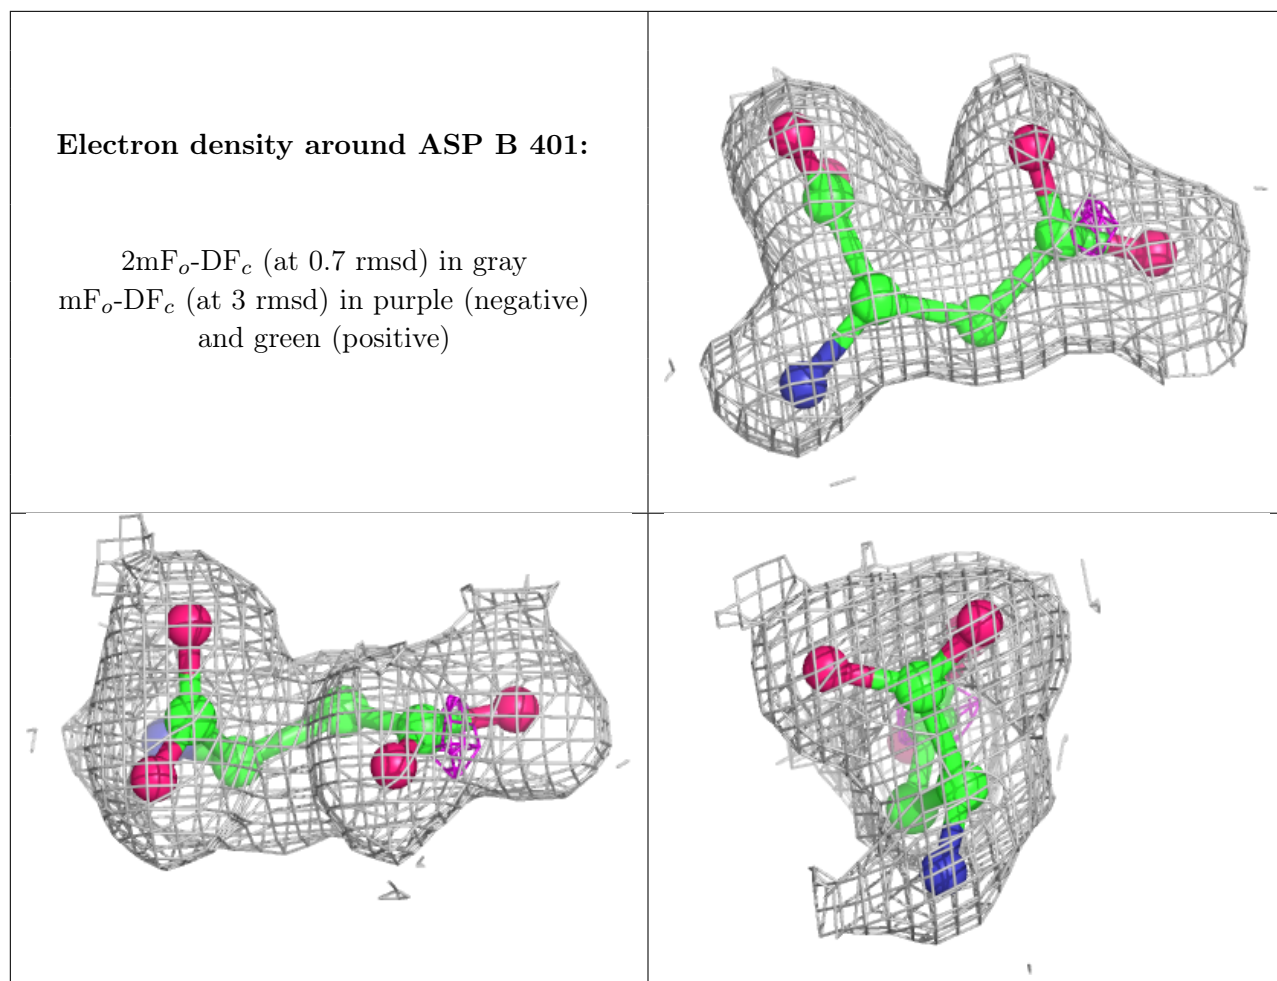 Electron density around ASP B 401:
2mFo-DFc (at 0.7 rmsd) in gray
mFo-DFc (at 3 rmsd) in purple (negative)
and green (positive)